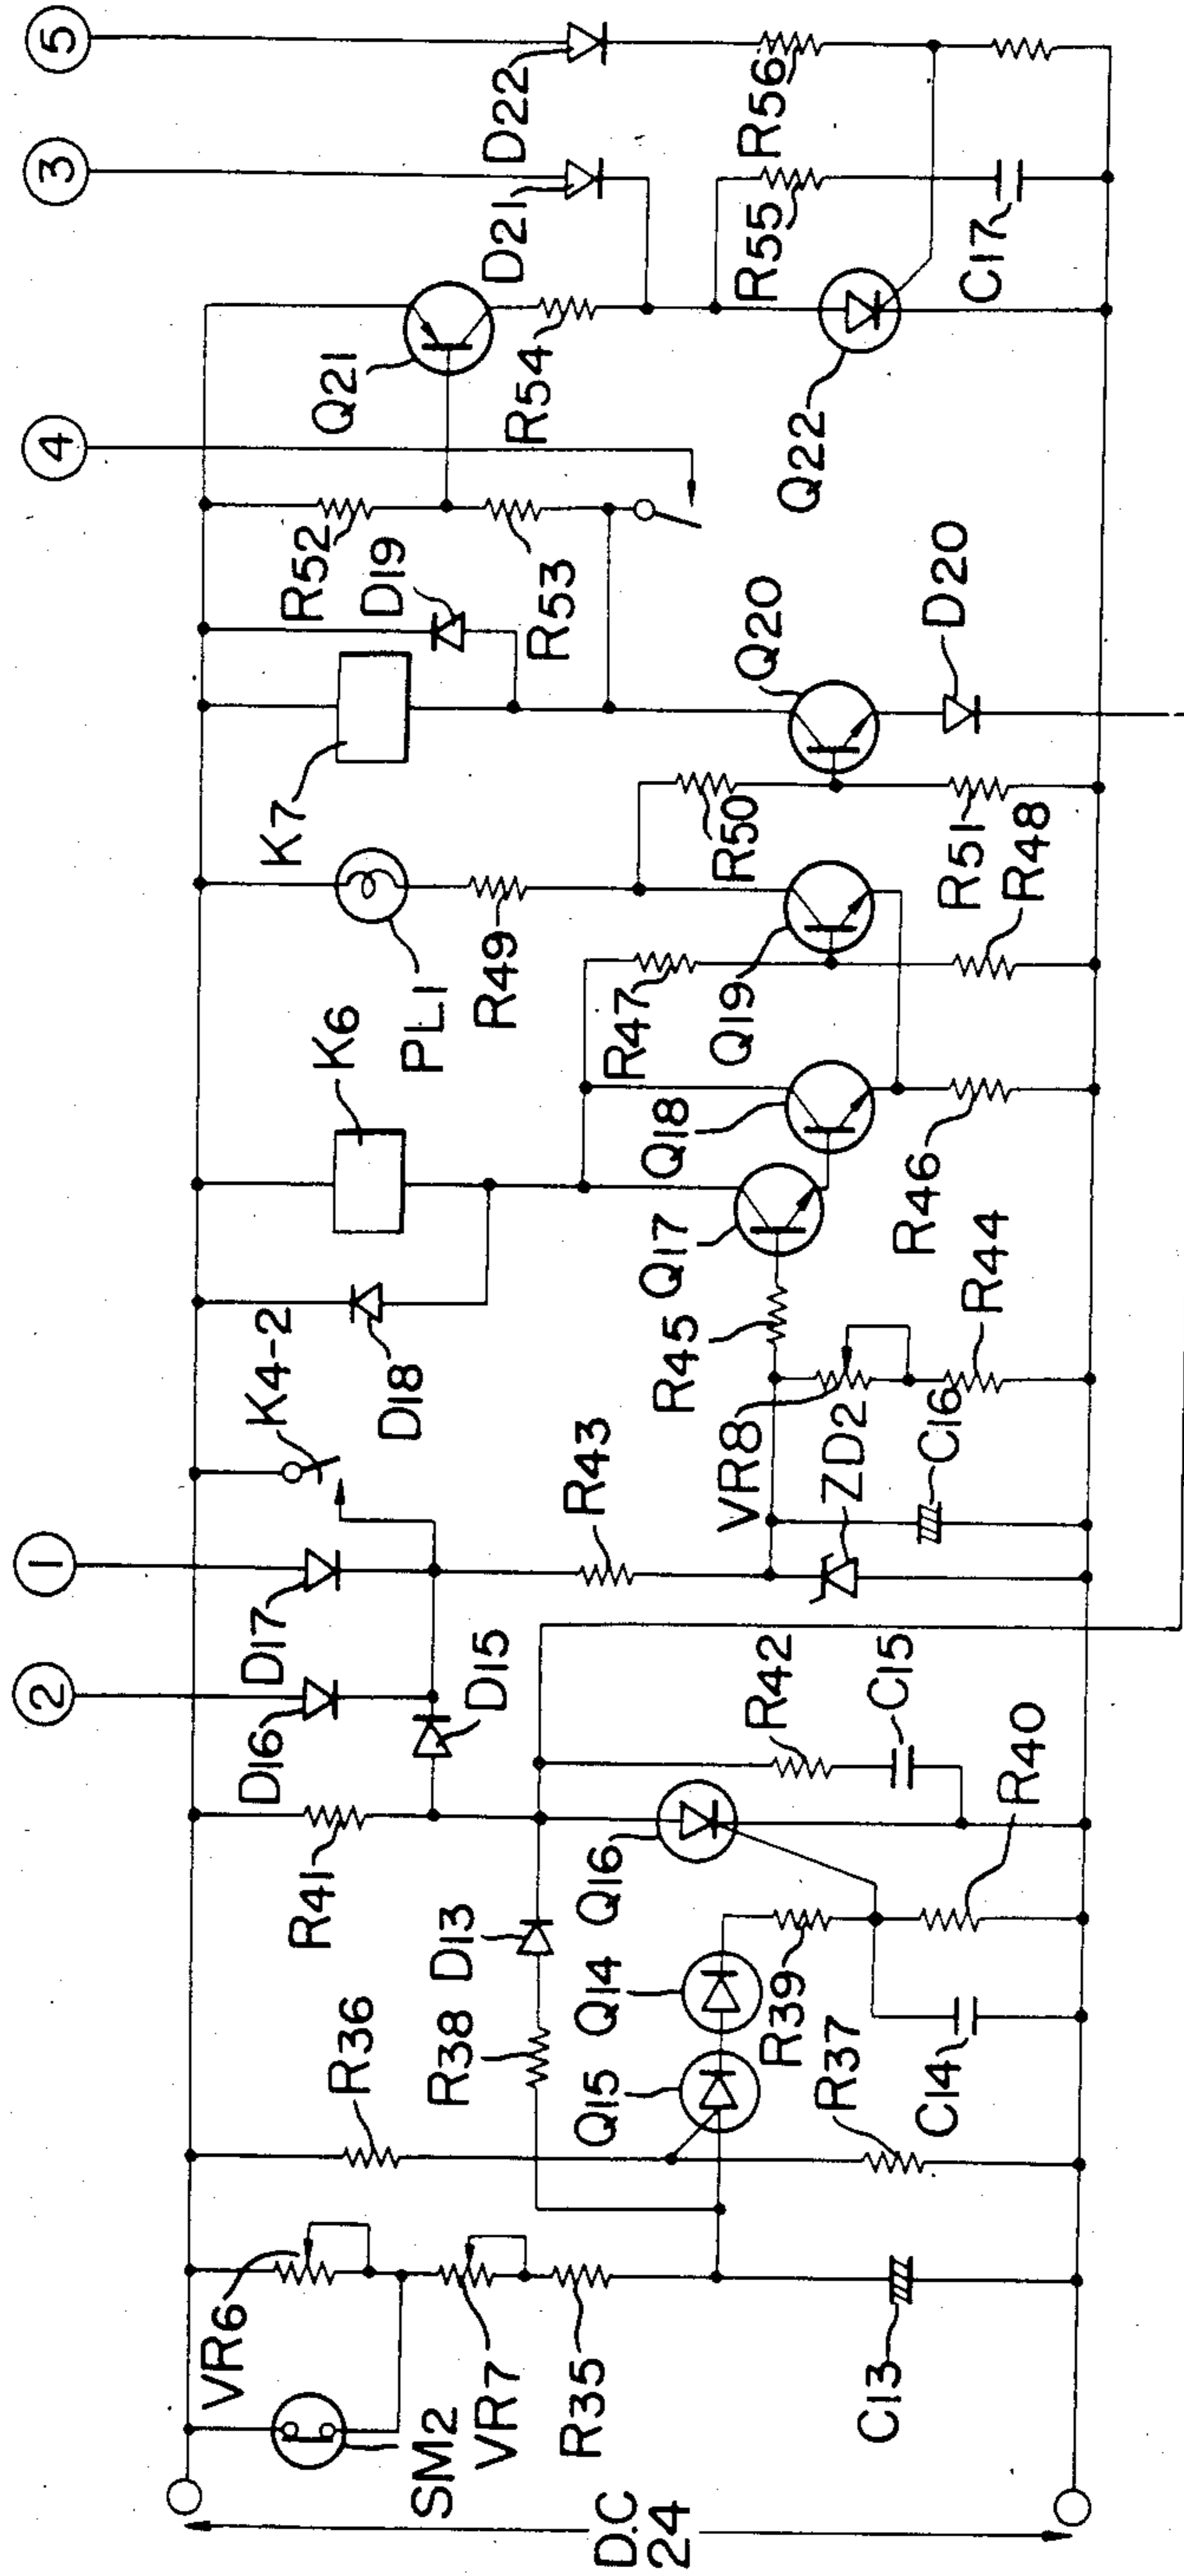 D.C
24
SM2
VR6
VR7
R35
C13
R36
R38
D13
Q15
Q14
R39
R37
C14
R41
Q16
R42
C15
R40
2
1
D16
D17
D15
K4-2
R43
D18
VR8
ZD2
C16
R44
R45
Q17
K6
Q18
R46
R47
Q19
R48
PL1
R49
K7
R50
R51
Q20
D20
D19
R52
R53
4
Q21
R54
3
5
D21
D22
R55
R56
Q22
C17